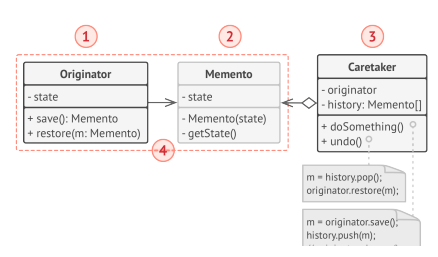 1
2
3
Originator
- state
+ save(): Memento
+ restore(m: Memento)
Memento
- state
- Memento(state)
- getState()
Caretaker
- originator
- history: Memento[]
+ doSomething()
+ undo()
4
m = history.pop();
originator.restore(m);
m = originator.save();
history.push(m);